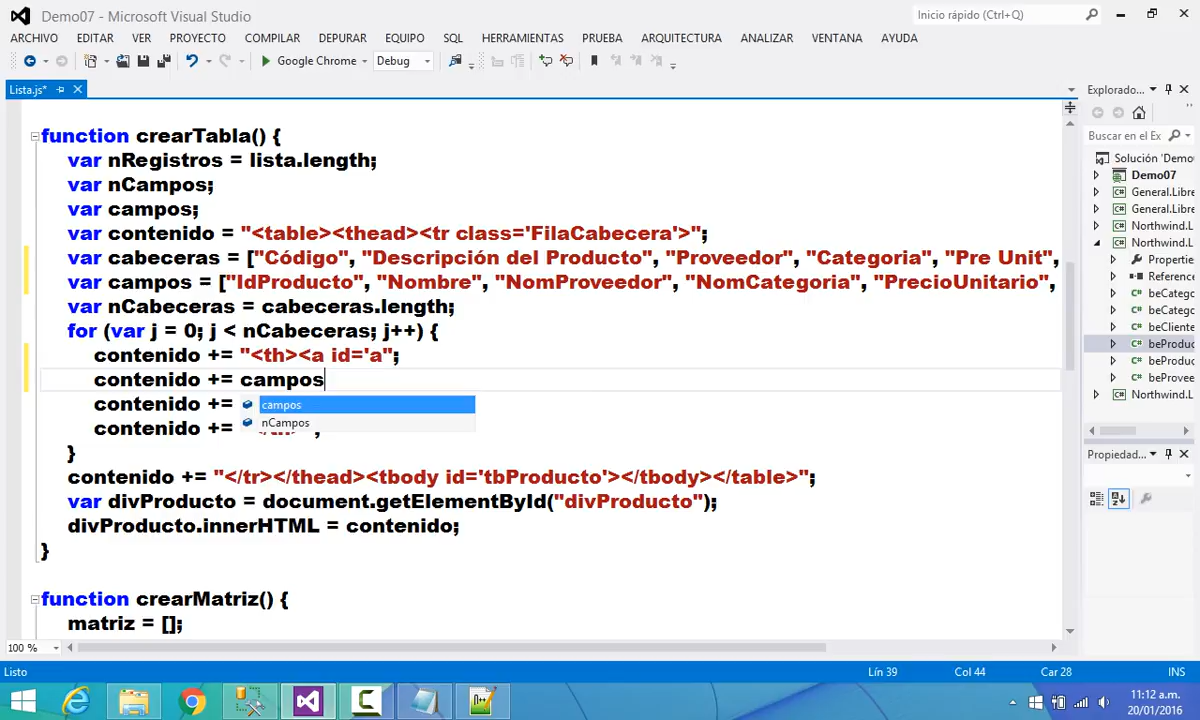 Demo07 - Microsoft Visual Studio
Inicio rápido (Ctrl+Q)
ARCHIVO EDITAR VER PROYECTO COMPILAR DEPURAR EQUIPO SQL HERRAMIENTAS PRUEBA ARQUITECTURA ANALIZAR VENTANA AYUDA
Google Chrome Debug
Lista.js*
function crearTabla() {
var nRegistros = lista.length;
var nCampos;
var campos;
var contenido = "<table><thead><tr class='FilaCabecera'>";
var cabeceras = ["Código", "Descripción del Producto", "Proveedor", "Categoria", "Pre Unit",
var campos = ["IdProducto", "Nombre", "NomProveedor", "NomCategoria", "PrecioUnitario",
var nCabeceras = cabeceras.length;
for (var j = 0; j < nCabeceras; j++) {
contenido += "<th><a id='a";
contenido += campos
contenido +=
contenido +=
campos
nCampos
}
contenido += "</tr></thead><tbody id='tbProducto'></tbody></table>";
var divProducto = document.getElementById("divProducto");
divProducto.innerHTML = contenido;
}
function crearMatriz() {
matriz = [];
100 %
Explorado...
Buscar en el Ex
Solución 'Demo
Demo07
General.Libre
General.Libre
Northwind.L
Northwind.L
Propertie
Reference
beCatego
beCatego
beCliente
beProduc
beProduc
beProvee
Northwind.L
Propiedad...
Listo Lín 39 Col 44 Car 28 INS
11:12 a.m.
20/01/2016